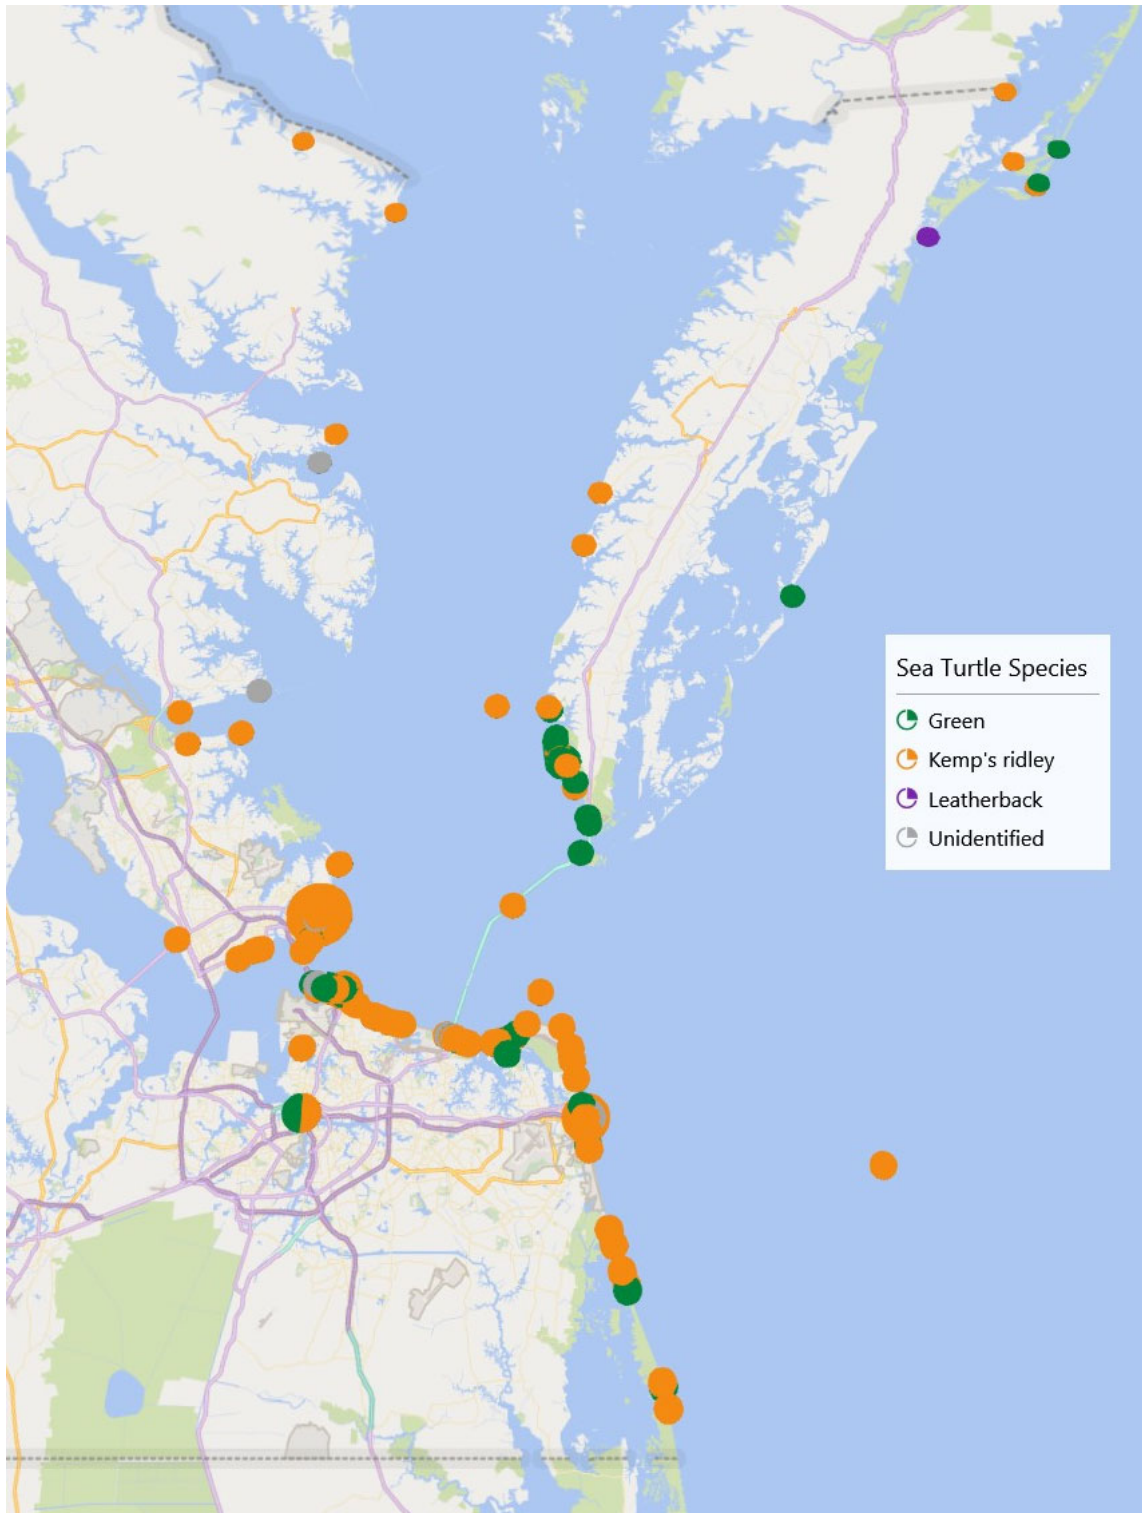 Sea Turtle Species
Green
Kemp's ridley
Leatherback
Unidentified